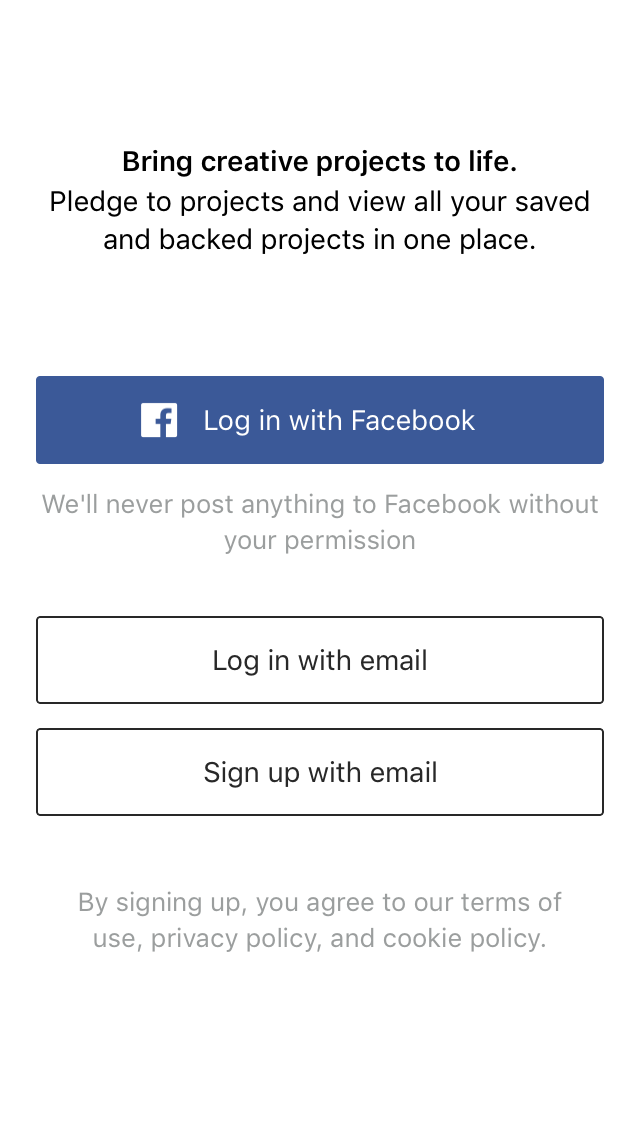 Bring creative projects to life.
Pledge to projects and view all your saved
and backed projects in one place.
Log in with Facebook
We'll never post anything to Facebook without
your permission
Log in with email
Sign up with email
By signing up, you agree to our terms of
use, privacy policy, and cookie policy.